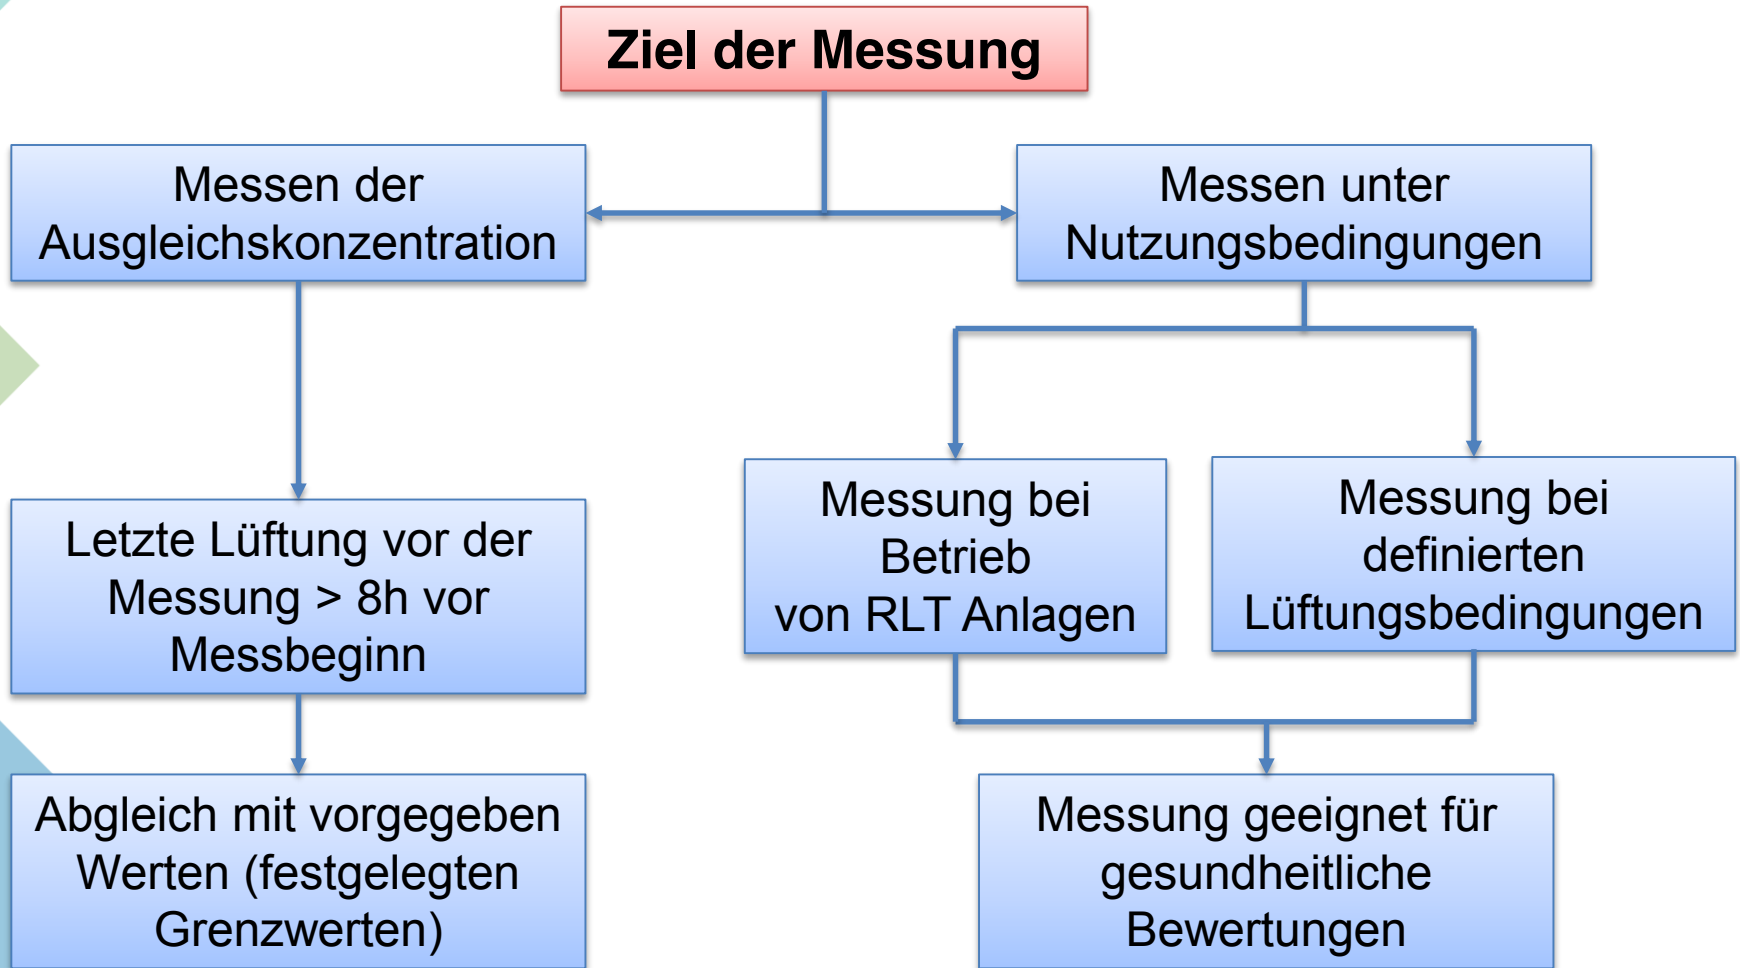 Ziel der Messung
Messen der
Ausgleichskonzentration
Messen unter
Nutzungsbedingungen
Letzte Lüftung vor der
Messung > 8h vor
Messbeginn
Messung bei
Betrieb
von RLT Anlagen
Messung bei
definierten
Lüftungsbedingungen
Abgleich mit vorgegeben
Werten (festgelegten
Grenzwerten)
Messung geeignet für
gesundheitliche
Bewertungen